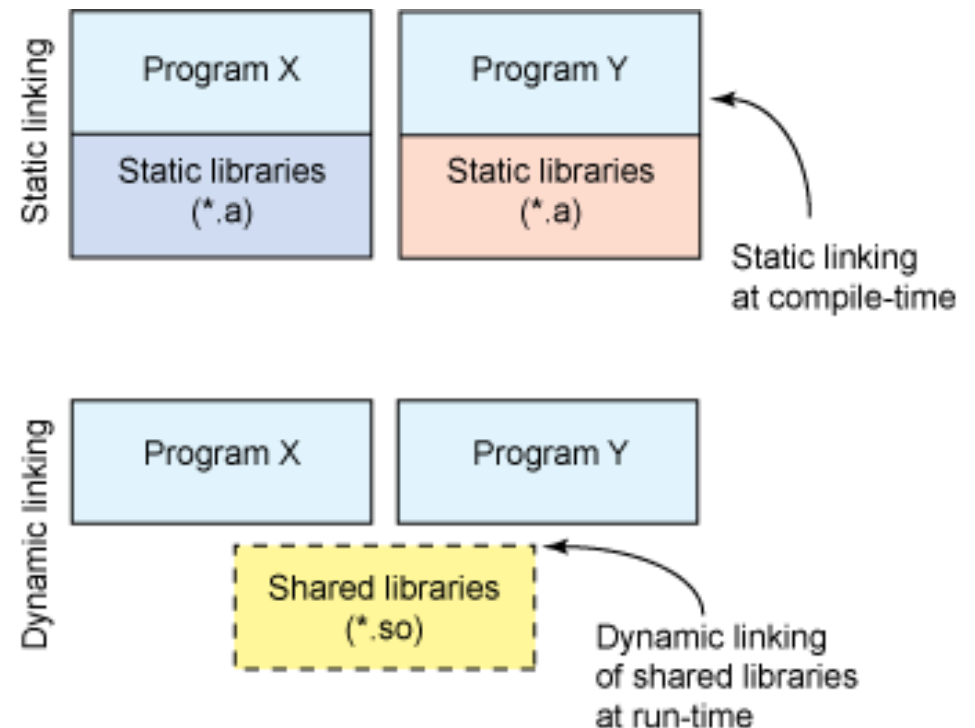 Static linking
Program X
Program Y
Static libraries
(*.a)
Static libraries
(*.a)
Static linking
at compile-time
Dynamic linking
Program X
Program Y
Shared libraries
(*.so)
Dynamic linking
of shared libraries
at run-time